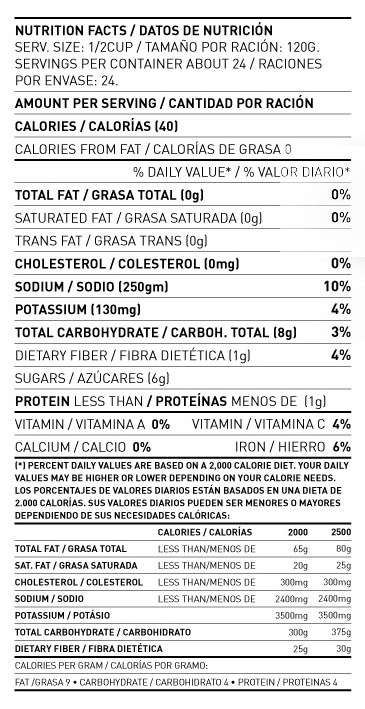 NUTRITION FACTS / DATOS DE NUTRICIÓN
SERV. SIZE: 1/2CUP / TAMAÑO POR RACIÓN: 120G.
SERVINGS PER CONTAINER ABOUT 24 / RACIONES
POR ENVASE: 24.
AMOUNT PER SERVING / CANTIDAD POR RACIÓN
CALORIES / CALORÍAS (40)
CALORIES FROM FAT / CALORÍAS DE GRASA 0
% DAILY VALUE* / % VALOR DIARIO*
TOTAL FAT / GRASA TOTAL (0g) 0%
SATURATED FAT / GRASA SATURADA (0g) 0%
TRANS FAT / GRASA TRANS (0g)
CHOLESTEROL / COLESTEROL (0mg) 0%
SODIUM / SODIO (250gm) 10%
POTASSIUM (130mg) 4%
TOTAL CARBOHYDRATE / CARBOH. TOTAL (8g) 3%
DIETARY FIBER / FIBRA DIETÉTICA (1g) 4%
SUGARS / AZÚCARES (6g)
PROTEIN LESS THAN / PROTEÍNAS MENOS DE (1g)
VITAMIN / VITAMINA A 0% VITAMIN / VITAMINA C 4%
CALCIUM / CALCIO 0% IRON / HIERRO 6%
(*) PERCENT DAILY VALUES ARE BASED ON A 2,000 CALORIE DIET. YOUR DAILY
VALUES MAY BE HIGHER OR LOWER DEPENDING ON YOUR CALORIE NEEDS.
LOS PORCENTAJES DE VALORES DIARIOS ESTÁN BASADOS EN UNA DIETA DE
2.000 CALORÍAS. SUS VALORES DIARIOS PUEDEN SER MENORES O MAYORES
DEPENDIENDO DE SUS NECESIDADES CALÓRICAS:
CALORIES / CALORÍAS 2000 2500
TOTAL FAT / GRASA TOTAL LESS THAN/MENOS DE 65g 80g
SAT. FAT / GRASA SATURADA LESS THAN/MENOS DE 20g 25g
CHOLESTEROL / COLESTEROL LESS THAN/MENOS DE 300mg 300mg
SODIUM / SODIO LESS THAN/MENOS DE 2400mg 2400mg
POTASSIUM / POTÁSIO 3500mg 3500mg
TOTAL CARBOHYDRATE / CARBOHIDRATO 300g 375g
DIETARY FIBER / FIBRA DIETÉTICA 25g 30g
CALORIES PER GRAM / CALORÍAS POR GRAMO:
FAT /GRASA 9 • CARBOHYDRATE / CARBOHIDRATO 4 • PROTEIN / PROTEINAS 4